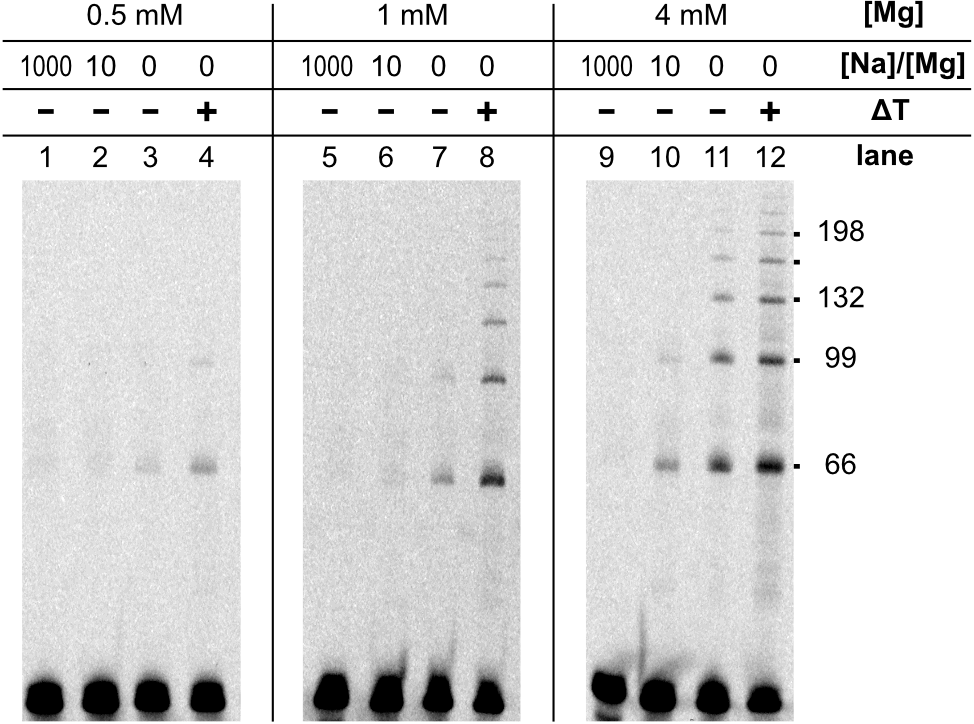 0.5 mM 1 mM 4 mM [Mg]
1000 10 0 0 1000 10 0 0 1000 10 0 0 [Na]/[Mg]
− − − + − − − + − − − + ΔT
1 2 3 4 5 6 7 8 9 10 11 12 lane
198
132
99
66